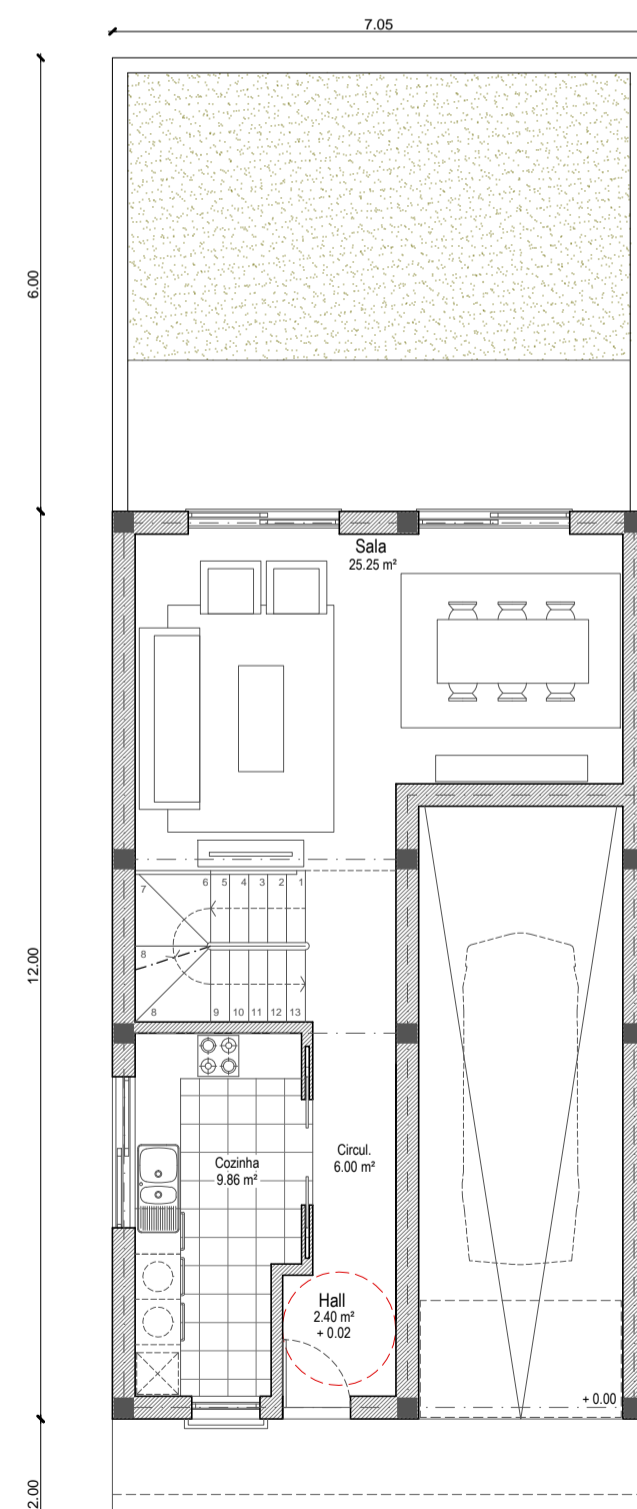 7.05
6.00
Sala
25.25 m²
7
6
5
4
3
2
1
8
8
9
10
11
12
13
12.00
Cozinha
9.86 m²
Circul.
6.00 m²
Hall
2.40 m²
+ 0.02
+ 0.00
2.00